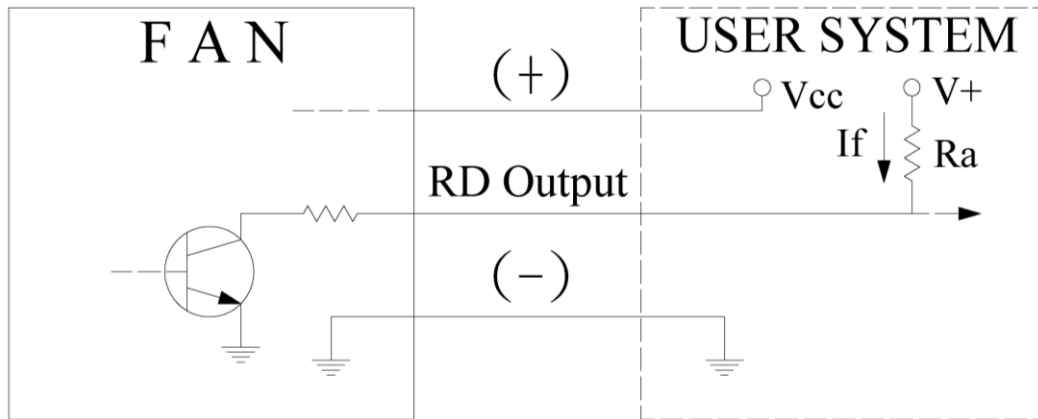 F A N
USER SYSTEM
(+)
Vcc
V+
If
Ra
RD Output
(-)